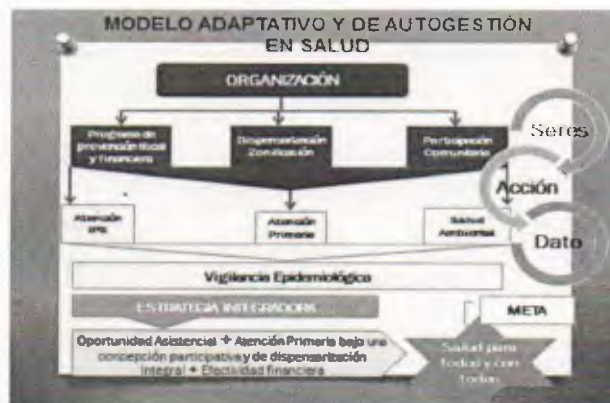 MODELO ADAPTATIVO Y DE AUTOGESTIÓN
EN SALUD
ORGANIZACIÓN
Programa de
prevención física
y financiera
Dispensarización
Zonificación
Participación
Comunitaria
Seres
Acción
Dato
Atención
IPS
Atención
Primaria
Salud
Ambiental
Vigilancia Epidemiológica
ESTRATEGIA INTEGRADORA
META
Oportunidad Asistencial + Atención Primaria bajo una
concepción participativa y de dispensarización
integral + Efectividad financiera
Salud para
todos y con
todos